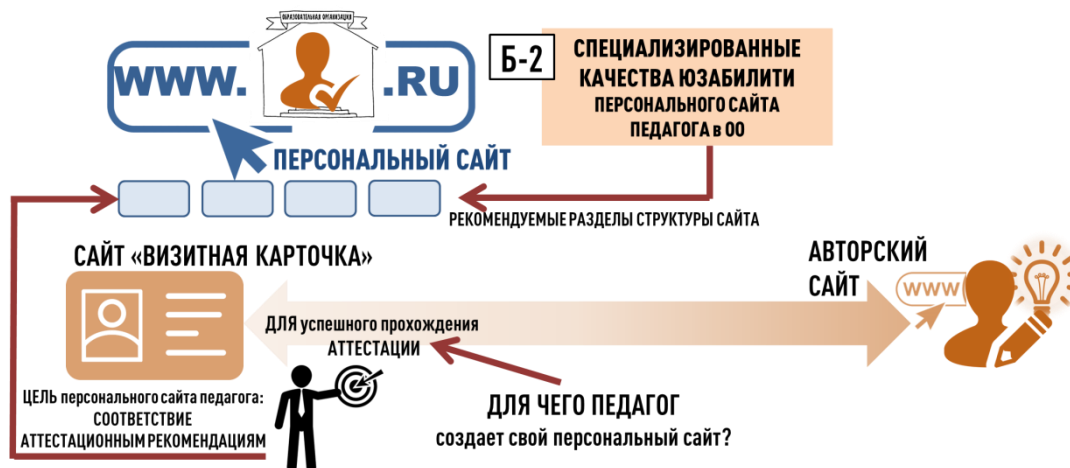 ОБРАЗОВАТЕЛЬНАЯ ОРГАНИЗАЦИЯ
WWW. .RU
ПЕРСОНАЛЬНЫЙ САЙТ
Б-2
СПЕЦИАЛИЗИРОВАННЫЕ
КАЧЕСТВА ЮЗАБИЛИТИ
ПЕРСОНАЛЬНОГО САЙТА
ПЕДАГОГА в ОО
РЕКОМЕНДУЕМЫЕ РАЗДЕЛЫ СТРУКТУРЫ САЙТА
САЙТ «ВИЗИТНАЯ КАРТОЧКА»
АВТОРСКИЙ
САЙТ
www
ДЛЯ успешного прохождения
АТТЕСТАЦИИ
ЦЕЛЬ персонального сайта педагога:
СООТВЕТСТВИЕ
АТТЕСТАЦИОННЫМ РЕКОМЕНДАЦИЯМ
ДЛЯ ЧЕГО ПЕДАГОГ
создает свой персональный сайт?